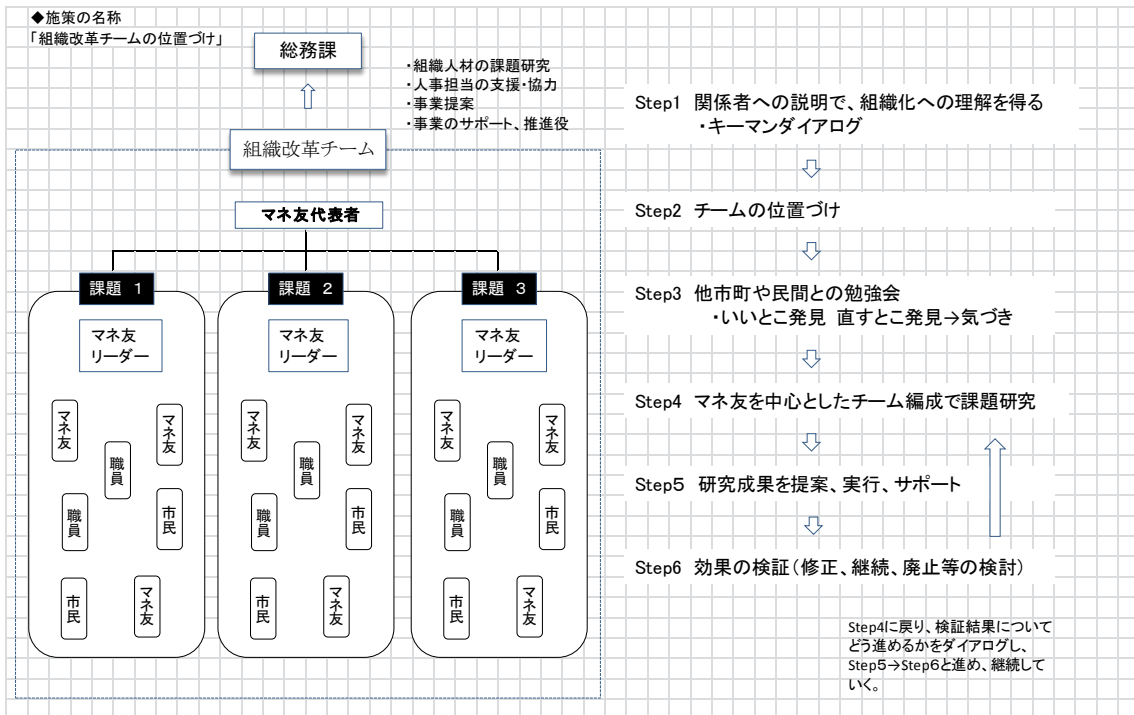 ◆施策の名称
「組織改革チームの位置づけ」
総務課
・組織人材の課題研究
・人事担当の支援・協力
・事業提案
・事業のサポート、推進役
組織改革チーム
マネ友代表者
課題 1
マネ友
リーダー
マネ友
マネ友
職員
職員
市民
市民
マネ友
課題 2
マネ友
リーダー
マネ友
マネ友
職員
職員
市民
市民
マネ友
課題 3
マネ友
リーダー
マネ友
マネ友
職員
職員
市民
市民
マネ友
Step1 関係者への説明で、組織化への理解を得る
・キーマンダイアログ
Step2 チームの位置づけ
Step3 他市町や民間との勉強会
・いいとこ発見 直すとこ発見→気づき
Step4 マネ友を中心としたチーム編成で課題研究
Step5 研究成果を提案、実行、サポート
Step6 効果の検証（修正、継続、廃止等の検討）
Step4に戻り、検証結果について
どう進めるかをダイアログし、
Step5→Step6と進め、継続して
いく。